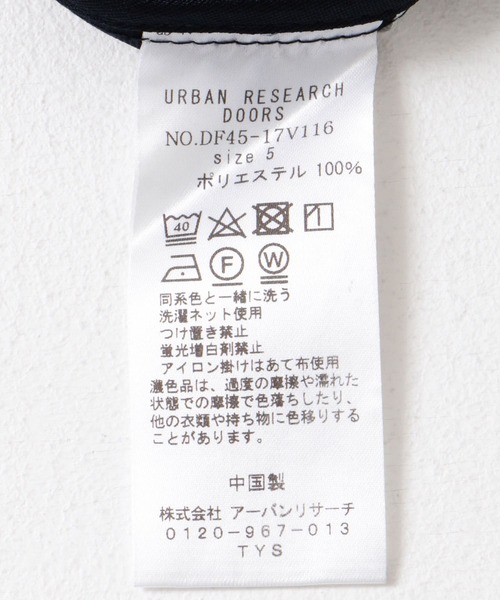 URBAN RESEARCH
DOORS
NO.DF45-17V116
size 5
ポリエステル 100%
40
F W
同系色と一緒に洗う
洗濯ネット使用
つけ置き禁止
蛍光増白剤禁止
アイロン掛けはあて布使用
濃色品は、過度の摩擦や濡れた
状態での摩擦で色落ちしたり、
他の衣類や持ち物に色移りする
ことがあります。
中国製
株式会社 アーバンリサーチ
0120-967-013
TYS